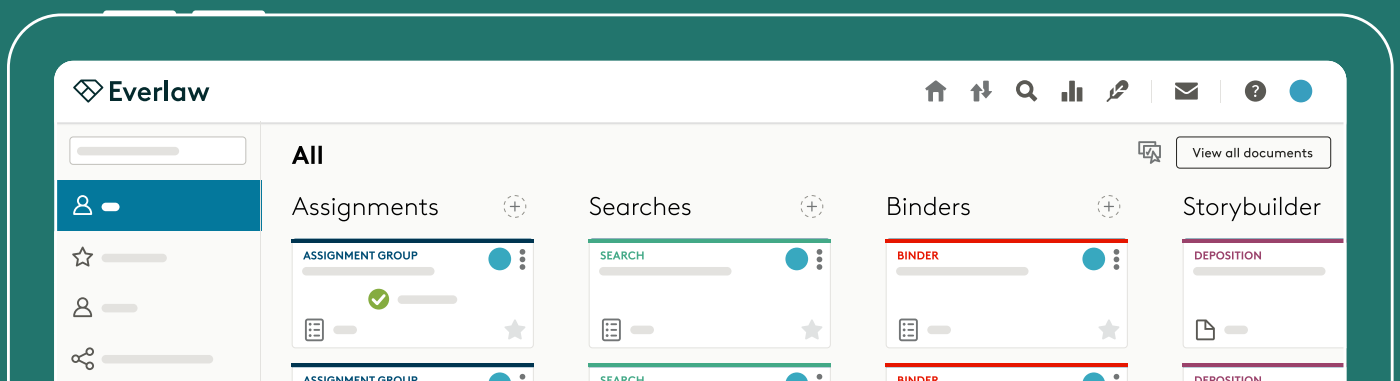 Everlaw
?
All
View all documents
Assignments
Searches
Binders
Storybuilder
ASSIGNMENT GROUP
SEARCH
BINDER
DEPOSITION
ASSIGNMENT GROUP
SEARCH
BINDER
DEPOSITION